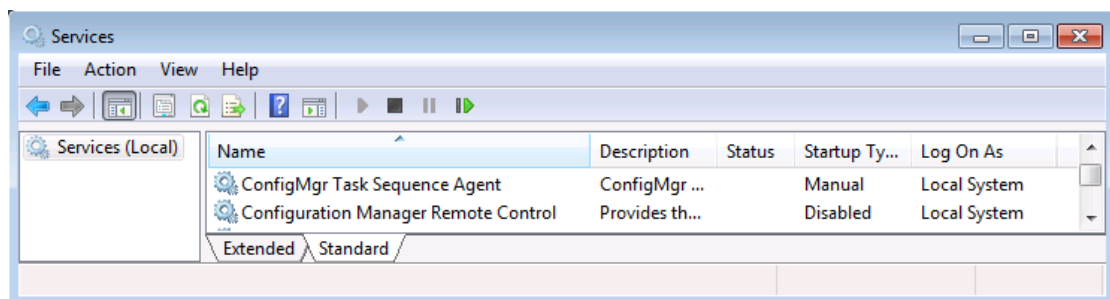 Services
File Action View Help
Services (Local)
Name Description Status Startup Ty... Log On As
ConfigMgr Task Sequence Agent ConfigMgr ... Manual Local System
Configuration Manager Remote Control Provides th... Disabled Local System
Extended Standard